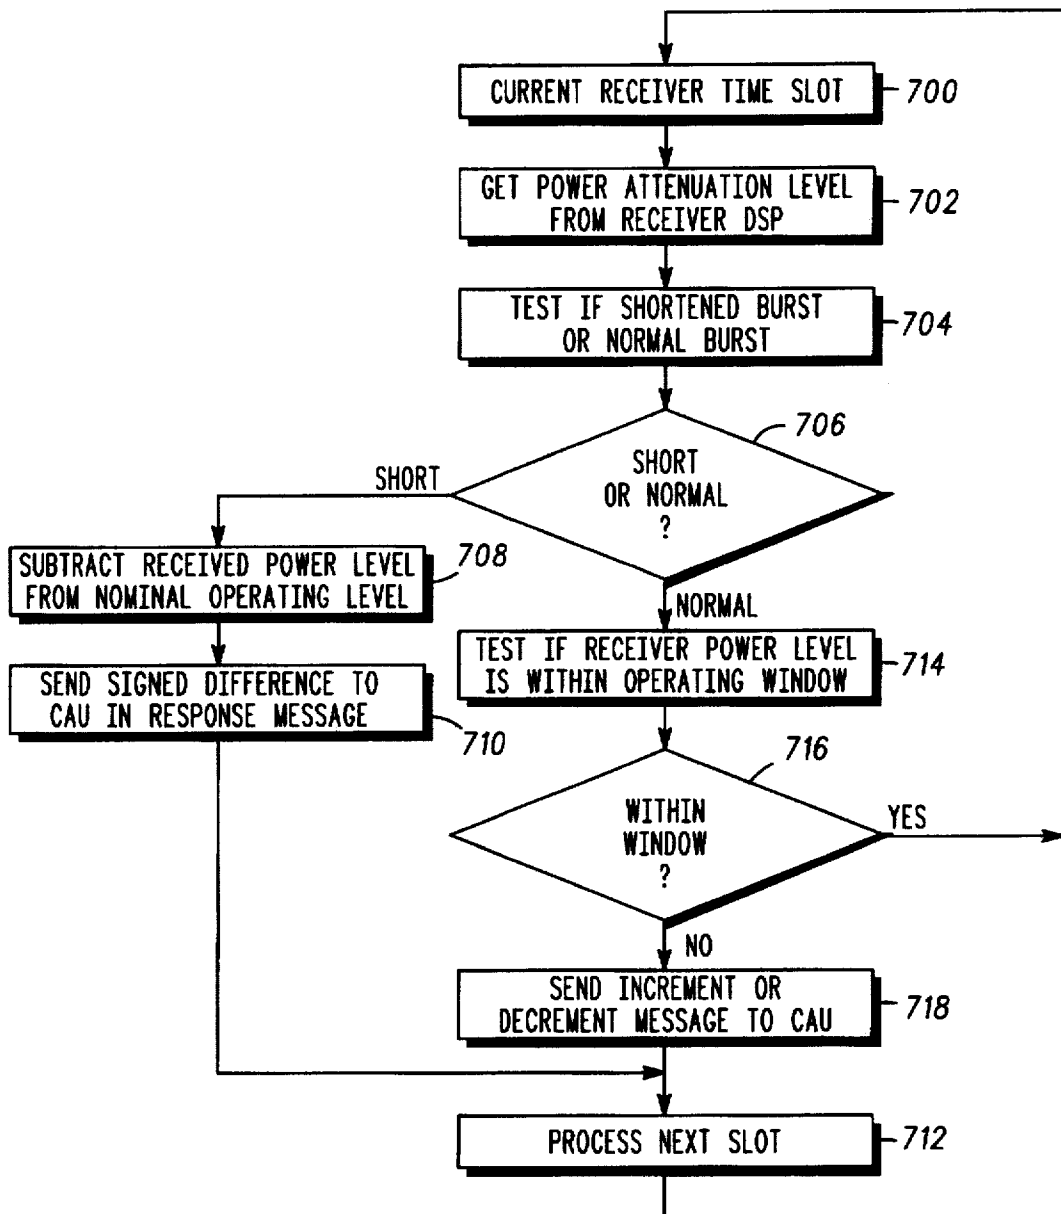 CURRENT RECEIVER TIME SLOT
700
GET POWER ATTENUATION LEVEL
FROM RECEIVER DSP
702
TEST IF SHORTENED BURST
OR NORMAL BURST
704
706
SHORT
OR NORMAL
?
SHORT
NORMAL
SUBTRACT RECEIVED POWER LEVEL
FROM NOMINAL OPERATING LEVEL
708
SEND SIGNED DIFFERENCE TO
CAU IN RESPONSE MESSAGE
710
TEST IF RECEIVER POWER LEVEL
IS WITHIN OPERATING WINDOW
714
716
WITHIN
WINDOW
?
YES
NO
SEND INCREMENT OR
DECREMENT MESSAGE TO CAU
718
PROCESS NEXT SLOT
712